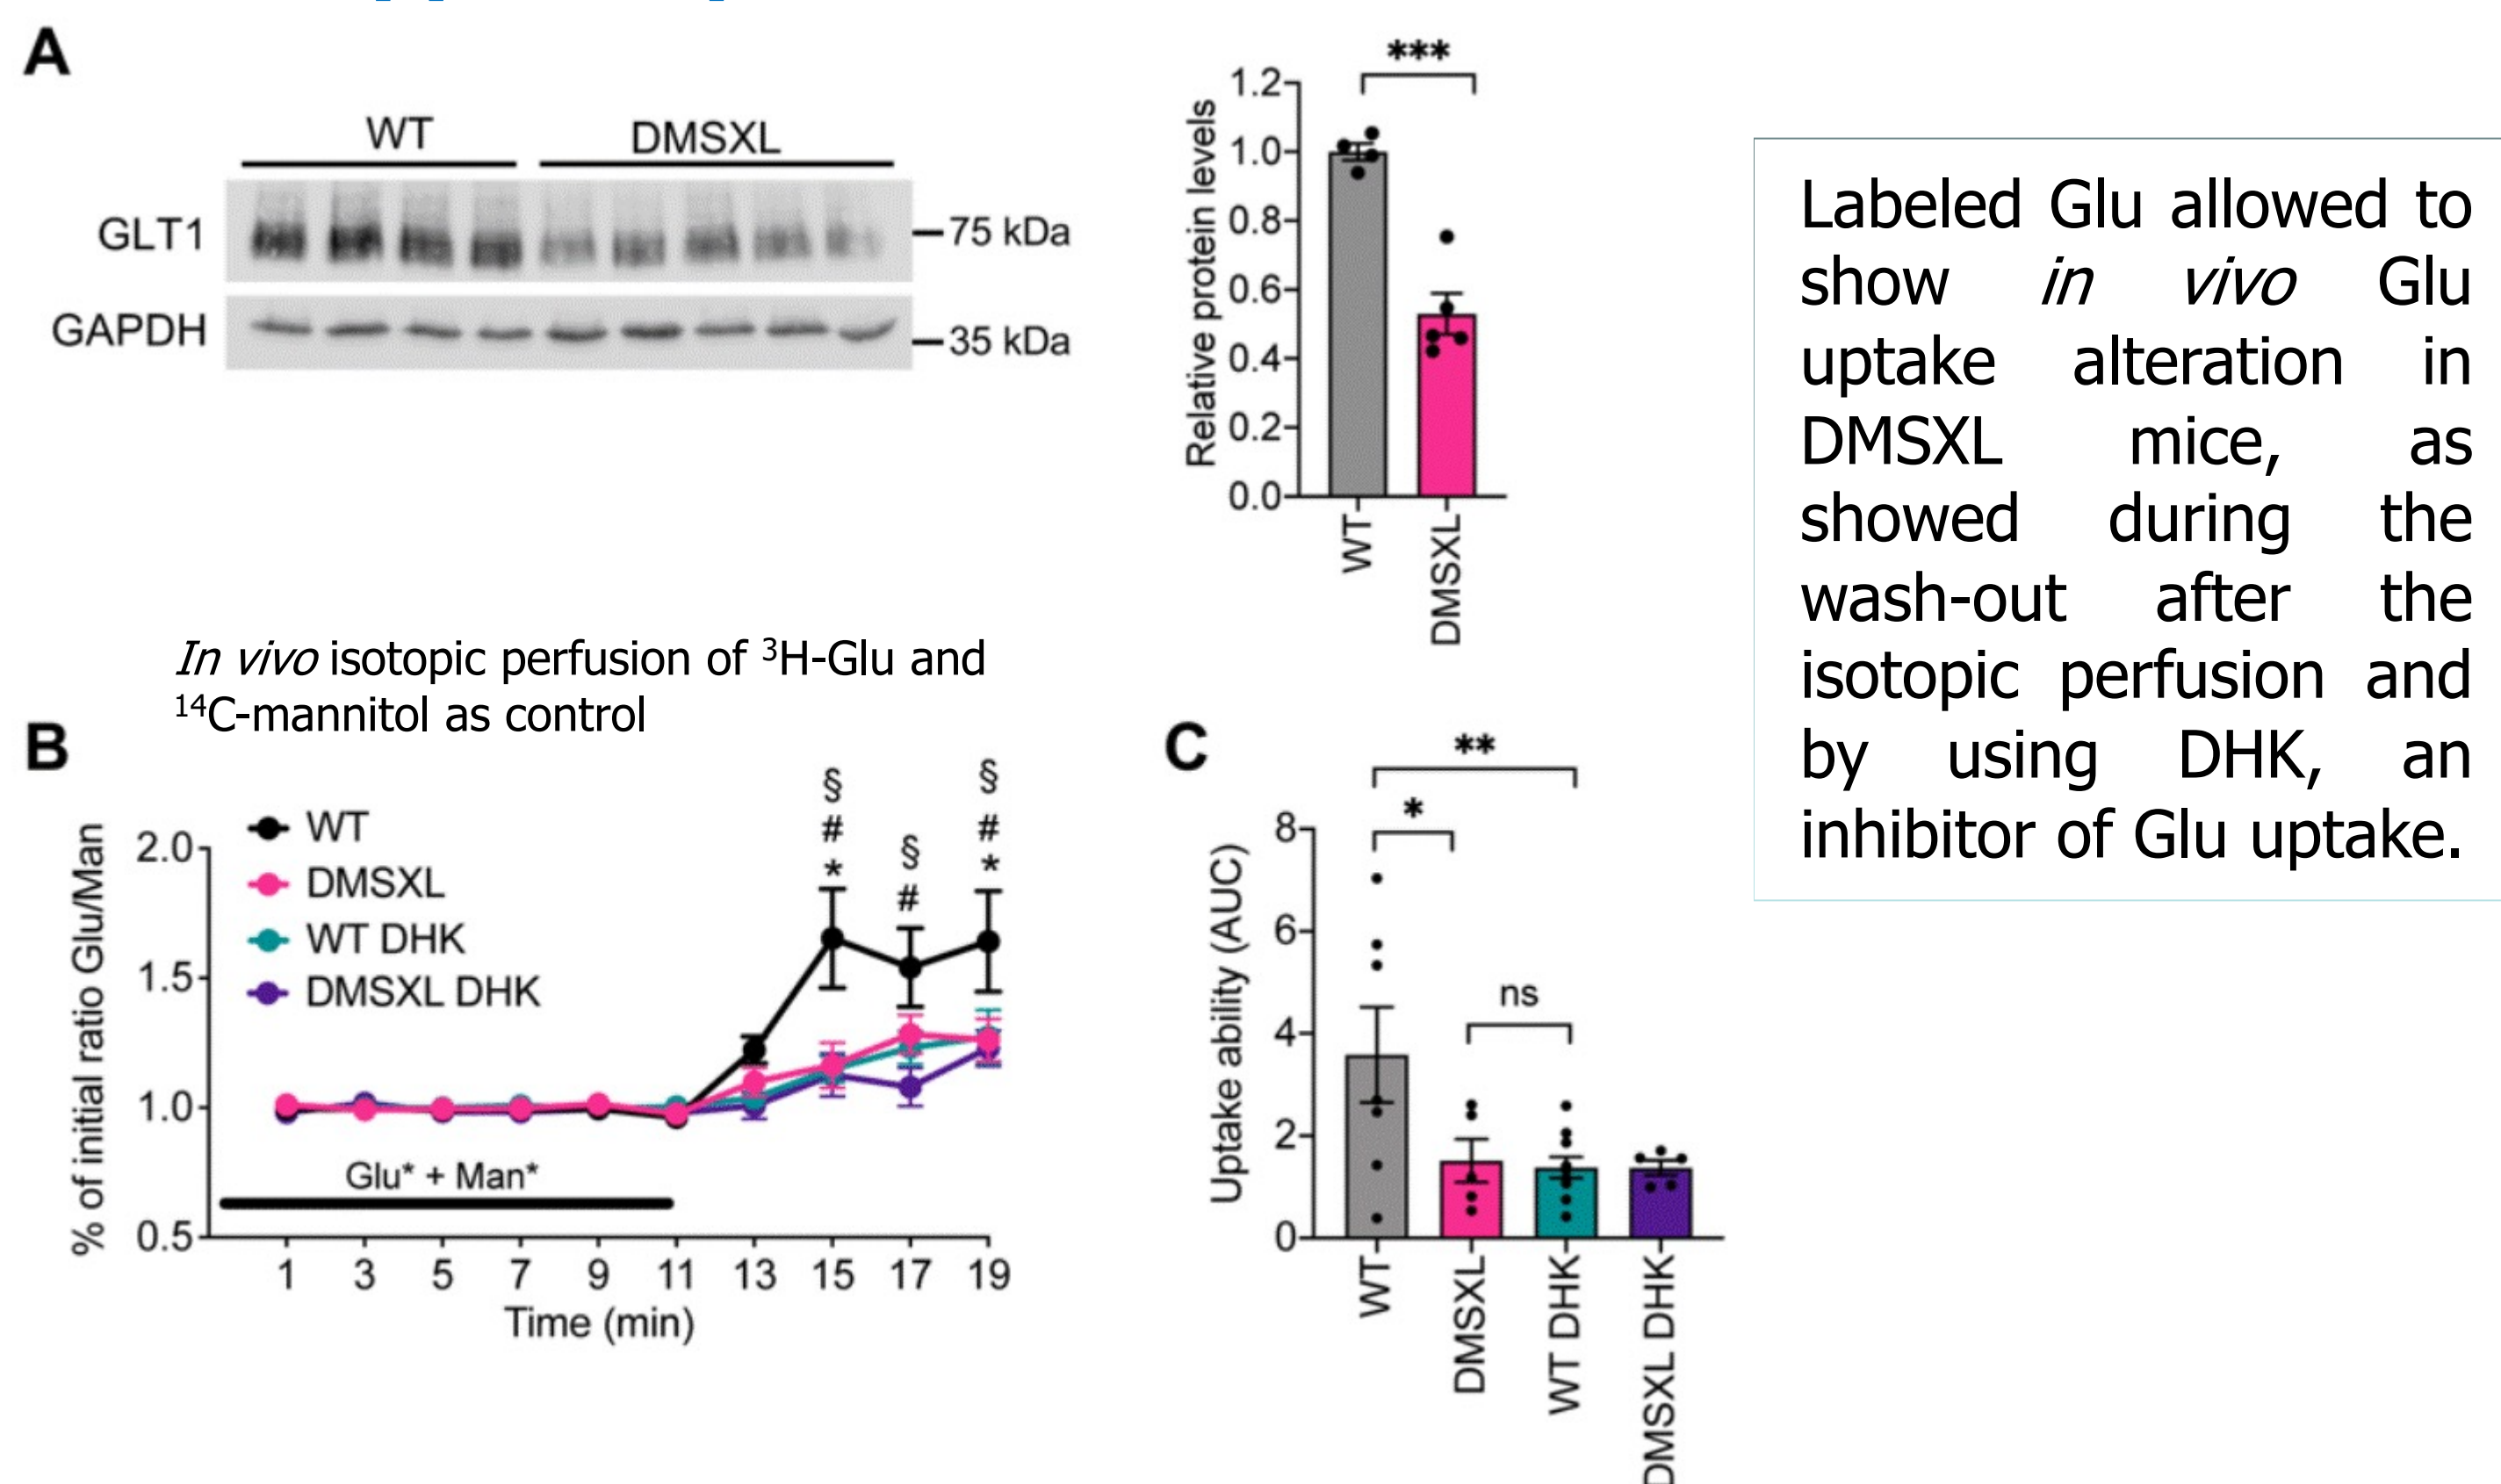 A
WT DMSXL
GLT1
75 kDa
GAPDH
35 kDa
***
Relative protein levels
1.2
1.0
0.8
0.6
0.4
0.2
0.0
WT
DMSXL
Labeled Glu allowed to
show in vivo Glu
uptake alteration in
DMSXL mice, as
showed during the
wash-out after the
isotopic perfusion and
by using DHK, an
inhibitor of Glu uptake.
In vivo isotopic perfusion of ³H-Glu and
¹⁴C-mannitol as control
B
% of initial ratio Glu/Man
2.0
1.5
1.0
0.5
WT
DMSXL
WT DHK
DMSXL DHK
§
#
*
§
#
§
#
*
Glu* + Man*
1 3 5 7 9 11 13 15 17 19
Time (min)
C
**
*
ns
Uptake ability (AUC)
8
6
4
2
0
WT
DMSXL
WT DHK
DMSXL DHK